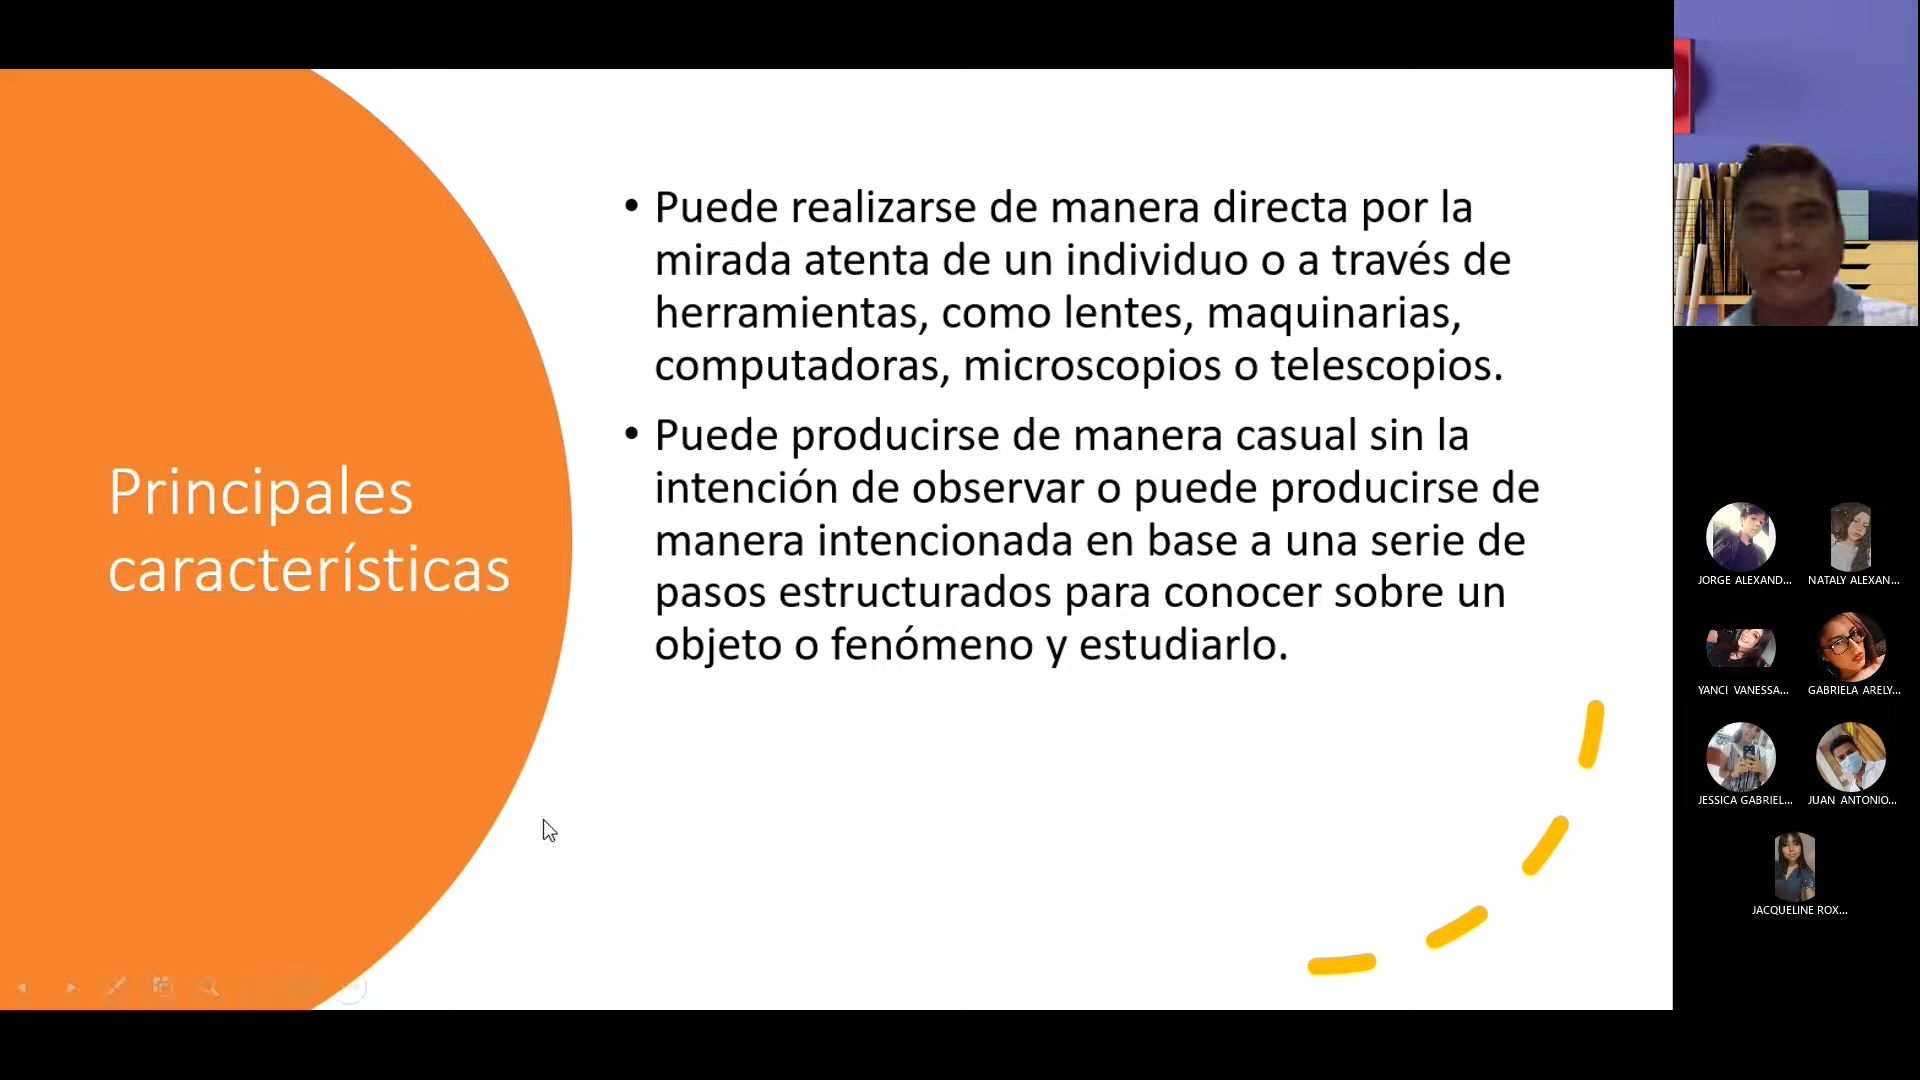 Principales
características
• Puede realizarse de manera directa por la
mirada atenta de un individuo o a través de
herramientas, como lentes, maquinarias,
computadoras, microscopios o telescopios.
• Puede producirse de manera casual sin la
intención de observar o puede producirse de
manera intencionada en base a una serie de
pasos estructurados para conocer sobre un
objeto o fenómeno y estudiarlo.
JORGE ALEXAND...
NATALY ALEXAN...
YANCI VANESSA...
GABRIELA ARELY...
JESSICA GABRIEL...
JUAN ANTONIO...
JACQUELINE ROX...